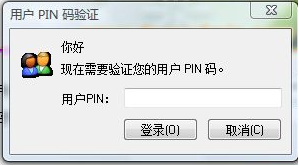 用户 PIN 码验证
你好
现在需要验证您的用户 PIN 码。
用户PIN：
登录(O)
取消(C)